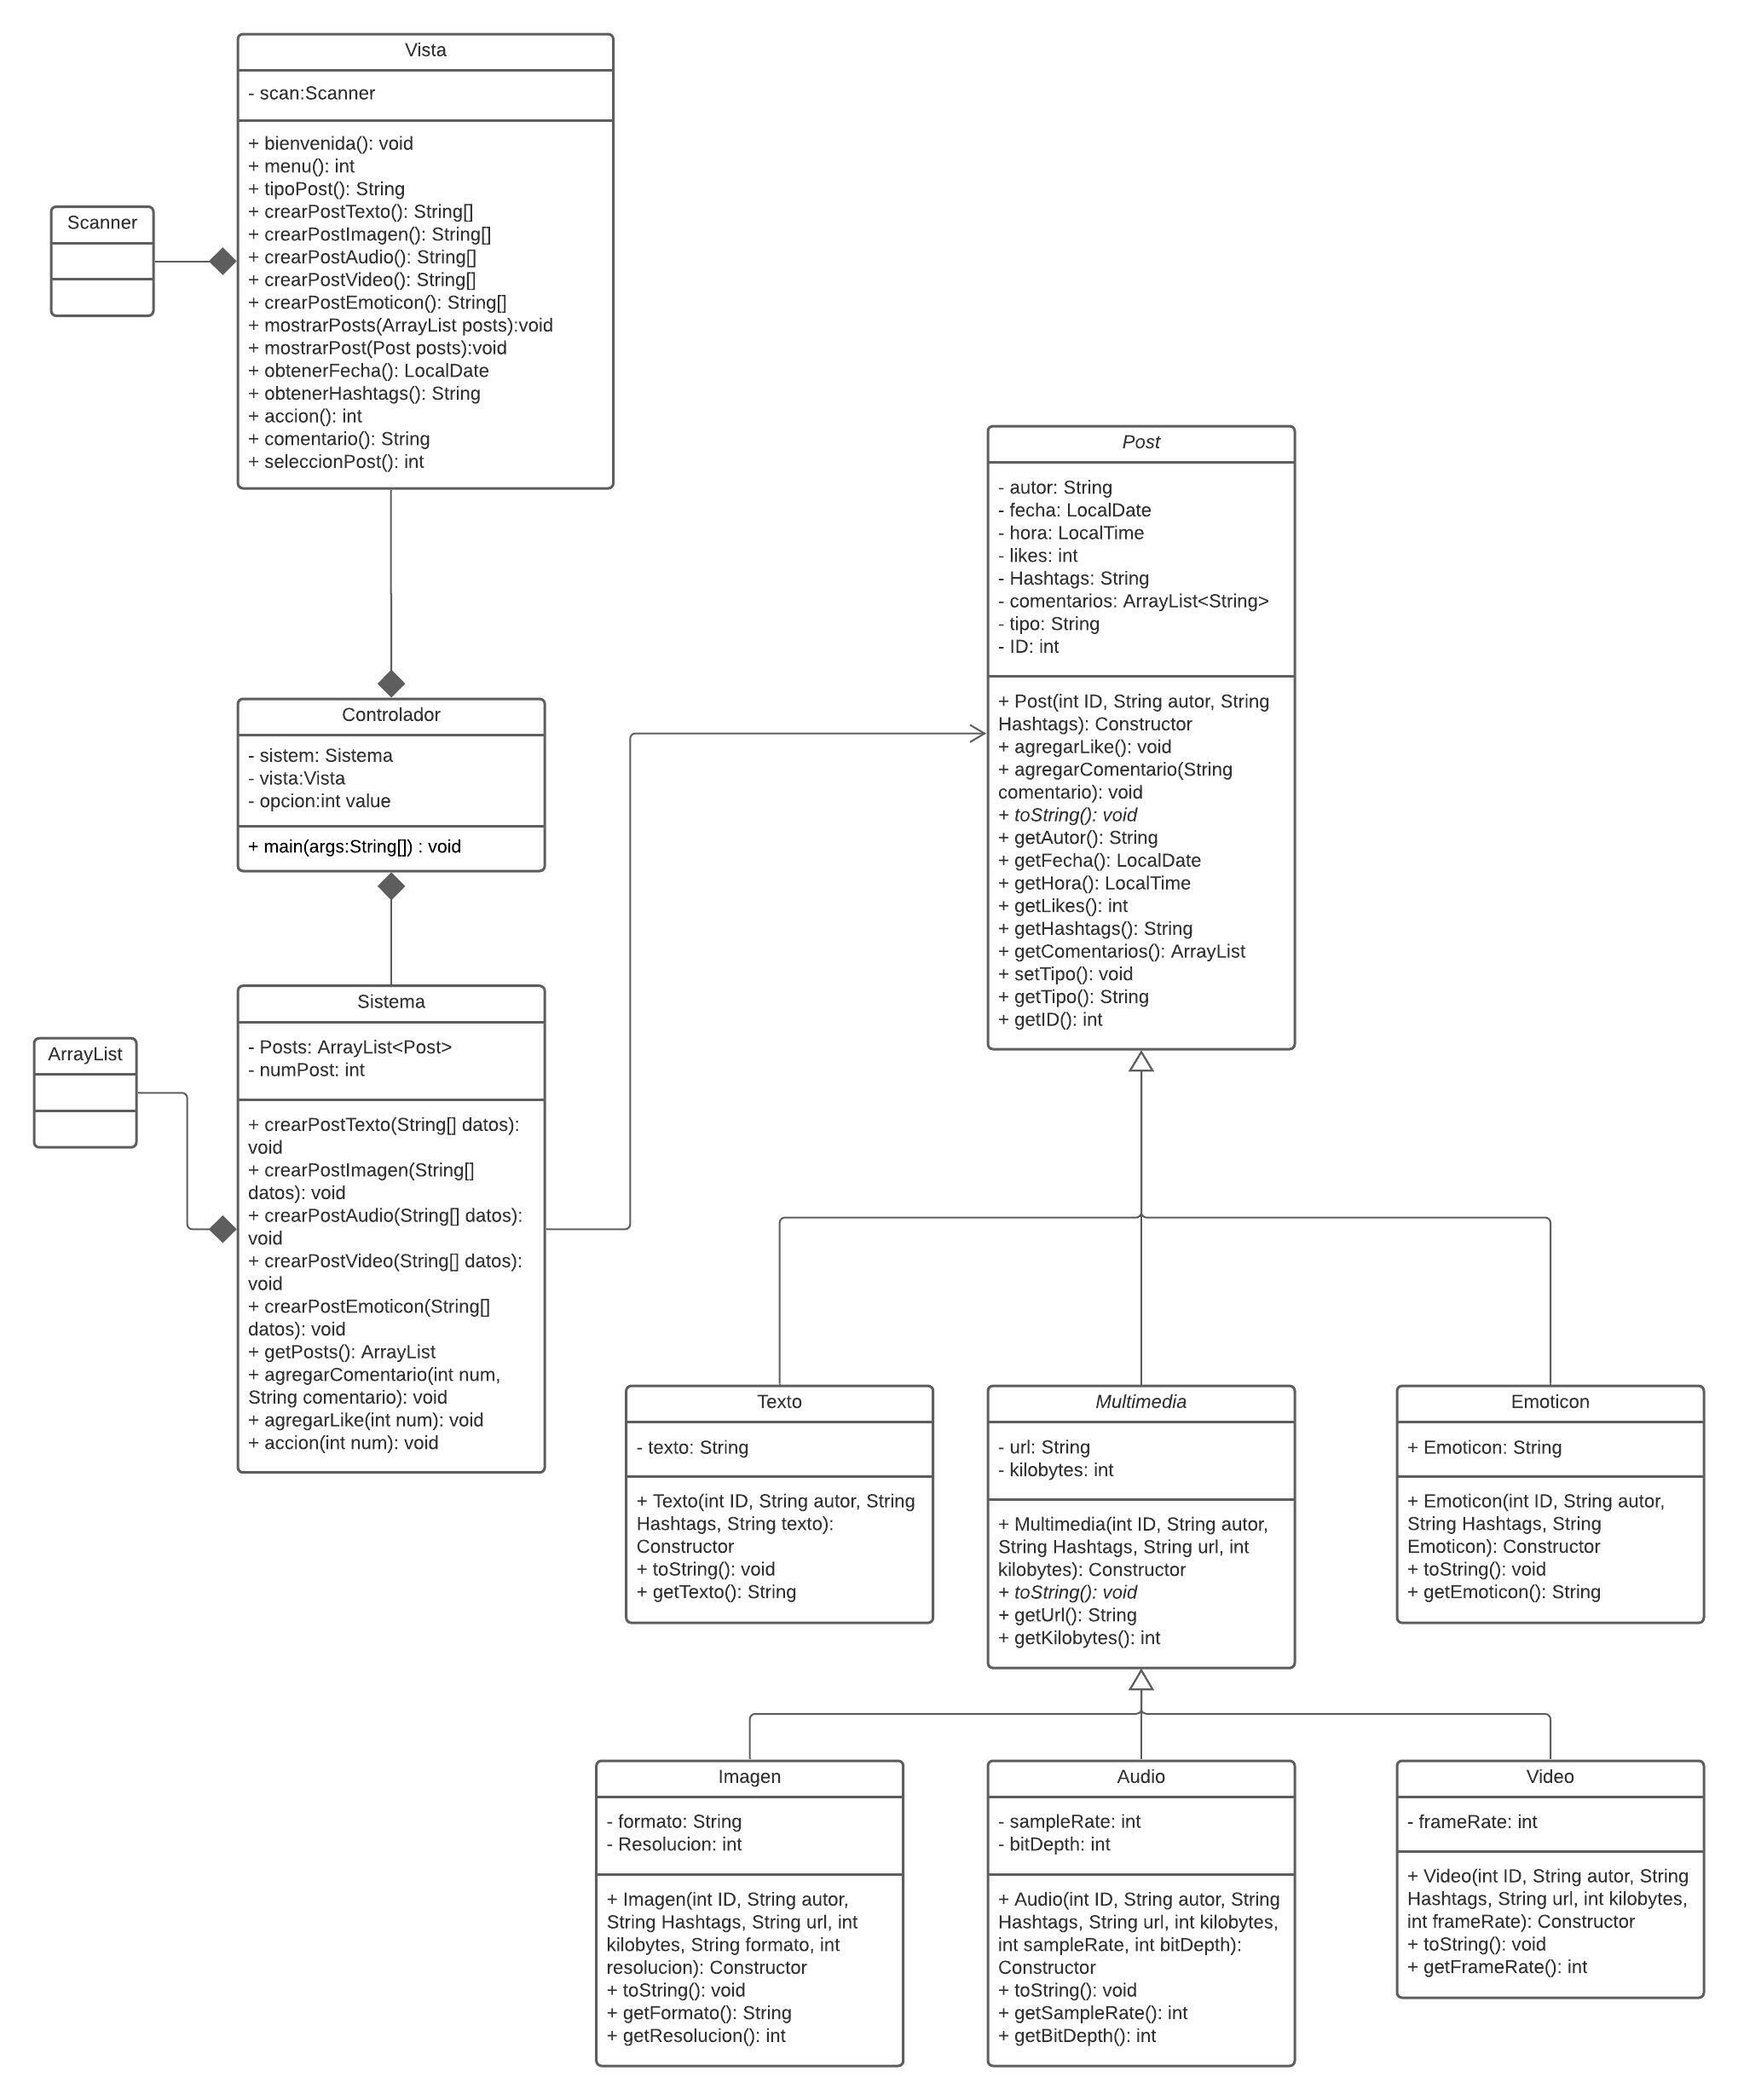 Vista
- scan:Scanner
+ bienvenida(): void
+ menu(): int
+ tipoPost(): String
+ crearPostTexto(): String[]
+ crearPostImagen(): String[]
+ crearPostAudio(): String[]
+ crearPostVideo(): String[]
+ crearPostEmoticon(): String[]
+ mostrarPosts(ArrayList posts):void
+ mostrarPost(Post posts):void
+ obtenerFecha(): LocalDate
+ obtenerHashtags(): String
+ accion(): int
+ comentario(): String
+ seleccionPost(): int
Scanner
Controlador
- sistem: Sistema
- vista:Vista
- opcion:int value
+ main(args:String[]) : void
Sistema
- Posts: ArrayList<Post>
- numPost: int
+ crearPostTexto(String[] datos):
void
+ crearPostImagen(String[]
datos): void
+ crearPostAudio(String[] datos):
void
+ crearPostVideo(String[] datos):
void
+ crearPostEmoticon(String[]
datos): void
+ getPosts(): ArrayList
+ agregarComentario(int num,
String comentario): void
+ agregarLike(int num): void
+ accion(int num): void
ArrayList
Post
- autor: String
- fecha: LocalDate
- hora: LocalTime
- likes: int
- Hashtags: String
- comentarios: ArrayList<String>
- tipo: String
- ID: int
+ Post(int ID, String autor, String
Hashtags): Constructor
+ agregarLike(): void
+ agregarComentario(String
comentario): void
+ toString(): void
+ getAutor(): String
+ getFecha(): LocalDate
+ getHora(): LocalTime
+ getLikes(): int
+ getHashtags(): String
+ getComentarios(): ArrayList
+ setTipo(): void
+ getTipo(): String
+ getID(): int
Texto
- texto: String
+ Texto(int ID, String autor, String
Hashtags, String texto):
Constructor
+ toString(): void
+ getTexto(): String
Multimedia
- url: String
- kilobytes: int
+ Multimedia(int ID, String autor,
String Hashtags, String url, int
kilobytes): Constructor
+ toString(): void
+ getUrl(): String
+ getKilobytes(): int
Emoticon
+ Emoticon: String
+ Emoticon(int ID, String autor,
String Hashtags, String
Emoticon): Constructor
+ toString(): void
+ getEmoticon(): String
Imagen
- formato: String
- Resolucion: int
+ Imagen(int ID, String autor,
String Hashtags, String url, int
kilobytes, String formato, int
resolucion): Constructor
+ toString(): void
+ getFormato(): String
+ getResolucion(): int
Audio
- sampleRate: int
- bitDepth: int
+ Audio(int ID, String autor, String
Hashtags, String url, int kilobytes,
int sampleRate, int bitDepth):
Constructor
+ toString(): void
+ getSampleRate(): int
+ getBitDepth(): int
Video
- frameRate: int
+ Video(int ID, String autor, String
Hashtags, String url, int kilobytes,
int frameRate): Constructor
+ toString(): void
+ getFrameRate(): int